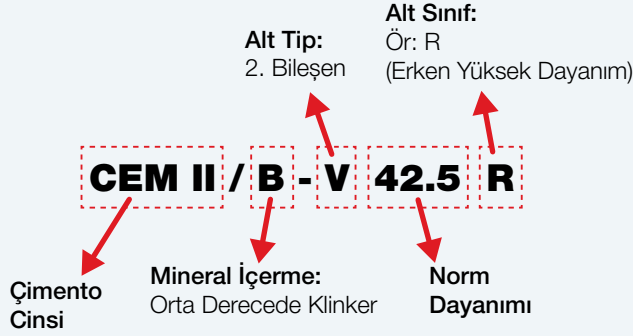 Alt Tip:
2. Bileşen
Alt Sınıf:
Ör: R
(Erken Yüksek Dayanım)
CEM II / B - V 42.5 R
Çimento
Cinsi
Mineral İçerme:
Orta Derecede Klinker
Norm
Dayanımı